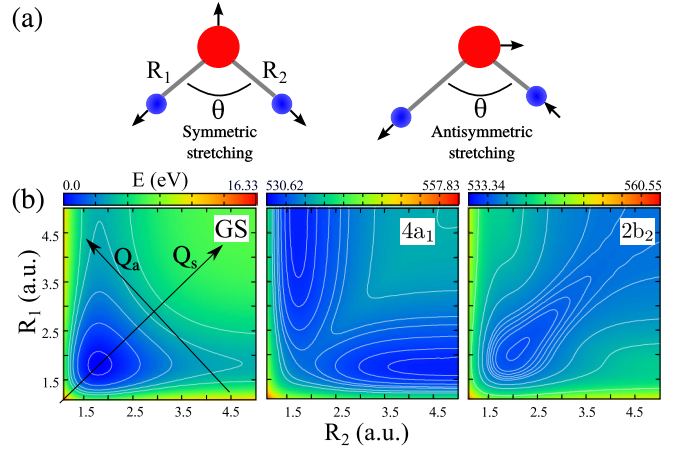 (a)
R₁ R₂
θ θ
Symmetric Antisymmetric
stretching stretching
(b)
0.0 E (eV) 16.33 530.62 557.83 533.34 560.55
GS 4a₁ 2b₂
Qₐ Qₛ
R₁ (a.u.)
4.5
3.5
2.5
1.5
1.5 2.5 3.5 4.5 1.5 2.5 3.5 4.5 1.5 2.5 3.5 4.5
R₂ (a.u.)